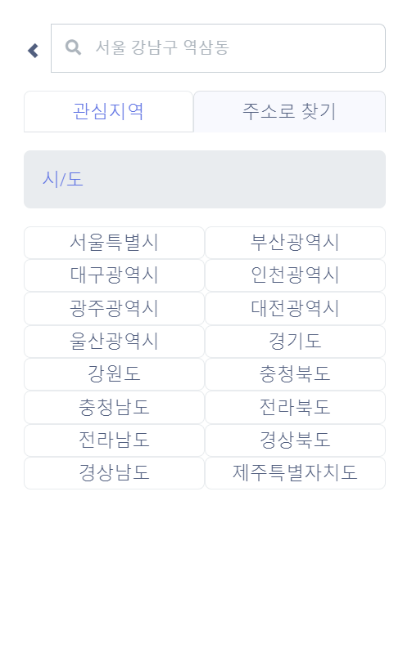 서울 강남구 역삼동
관심지역 주소로 찾기
시/도
서울특별시 부산광역시
대구광역시 인천광역시
광주광역시 대전광역시
울산광역시 경기도
강원도 충청북도
충청남도 전라북도
전라남도 경상북도
경상남도 제주특별자치도